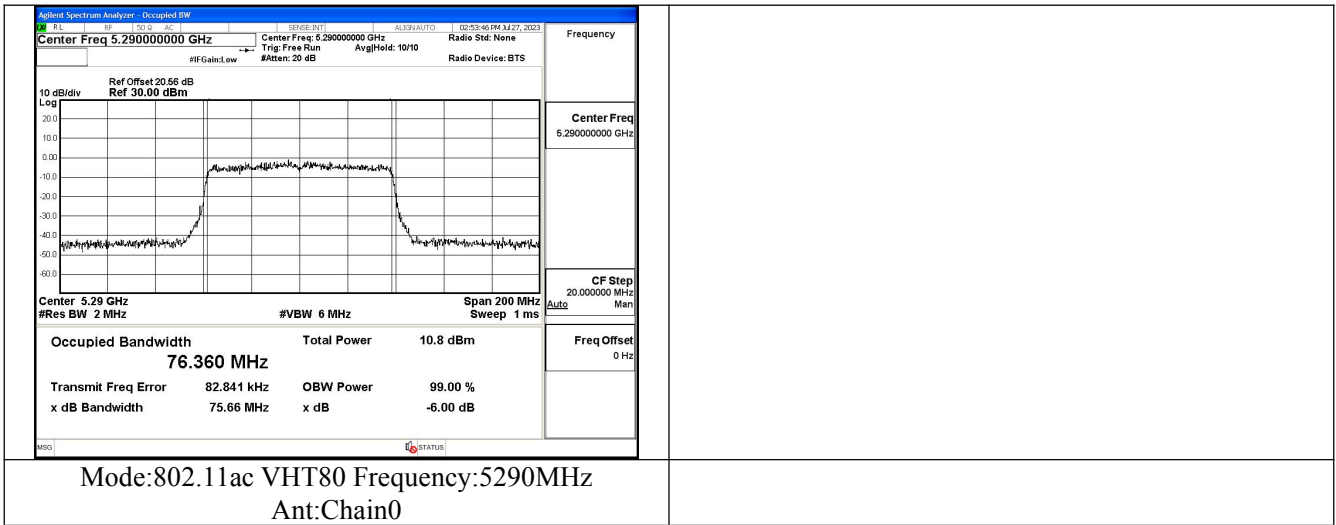 Agilent Spectrum Analyzer - Occupied BW
RL RF 50 Ω AC SENSE:INT ALIGN AUTO 02:53:46 PM Jul 27, 2023
Center Freq 5.290000000 GHz Center Freq: 5.290000000 GHz Radio Std: None Frequency
Trig: Free Run Avg|Hold: 10/10
#IFGain:Low #Atten: 20 dB Radio Device: BTS
Ref Offset 20.56 dB
10 dB/div Ref 30.00 dBm
Log
20.0
10.0
0.00
-10.0
-20.0
-30.0
-40.0
-50.0
-60.0
Center Freq
5.290000000 GHz
Center 5.29 GHz Span 200 MHz
#Res BW 2 MHz #VBW 6 MHz Sweep 1 ms
CF Step
20.000000 MHz
Auto Man
Occupied Bandwidth Total Power 10.8 dBm
76.360 MHz
Transmit Freq Error 82.841 kHz OBW Power 99.00 %
x dB Bandwidth 75.66 MHz x dB -6.00 dB
Freq Offset
0 Hz
MSG STATUS
Mode:802.11ac VHT80 Frequency:5290MHz
Ant:Chain0